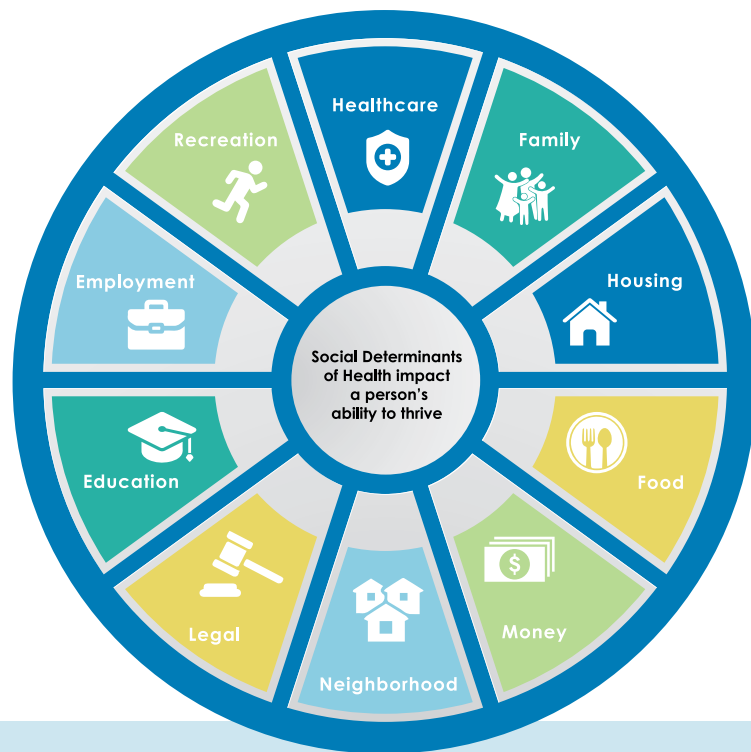 Healthcare
Family
Housing
Food
Money
Neighborhood
Legal
Education
Employment
Recreation
Social Determinants
of Health impact
a person's
ability to thrive
$